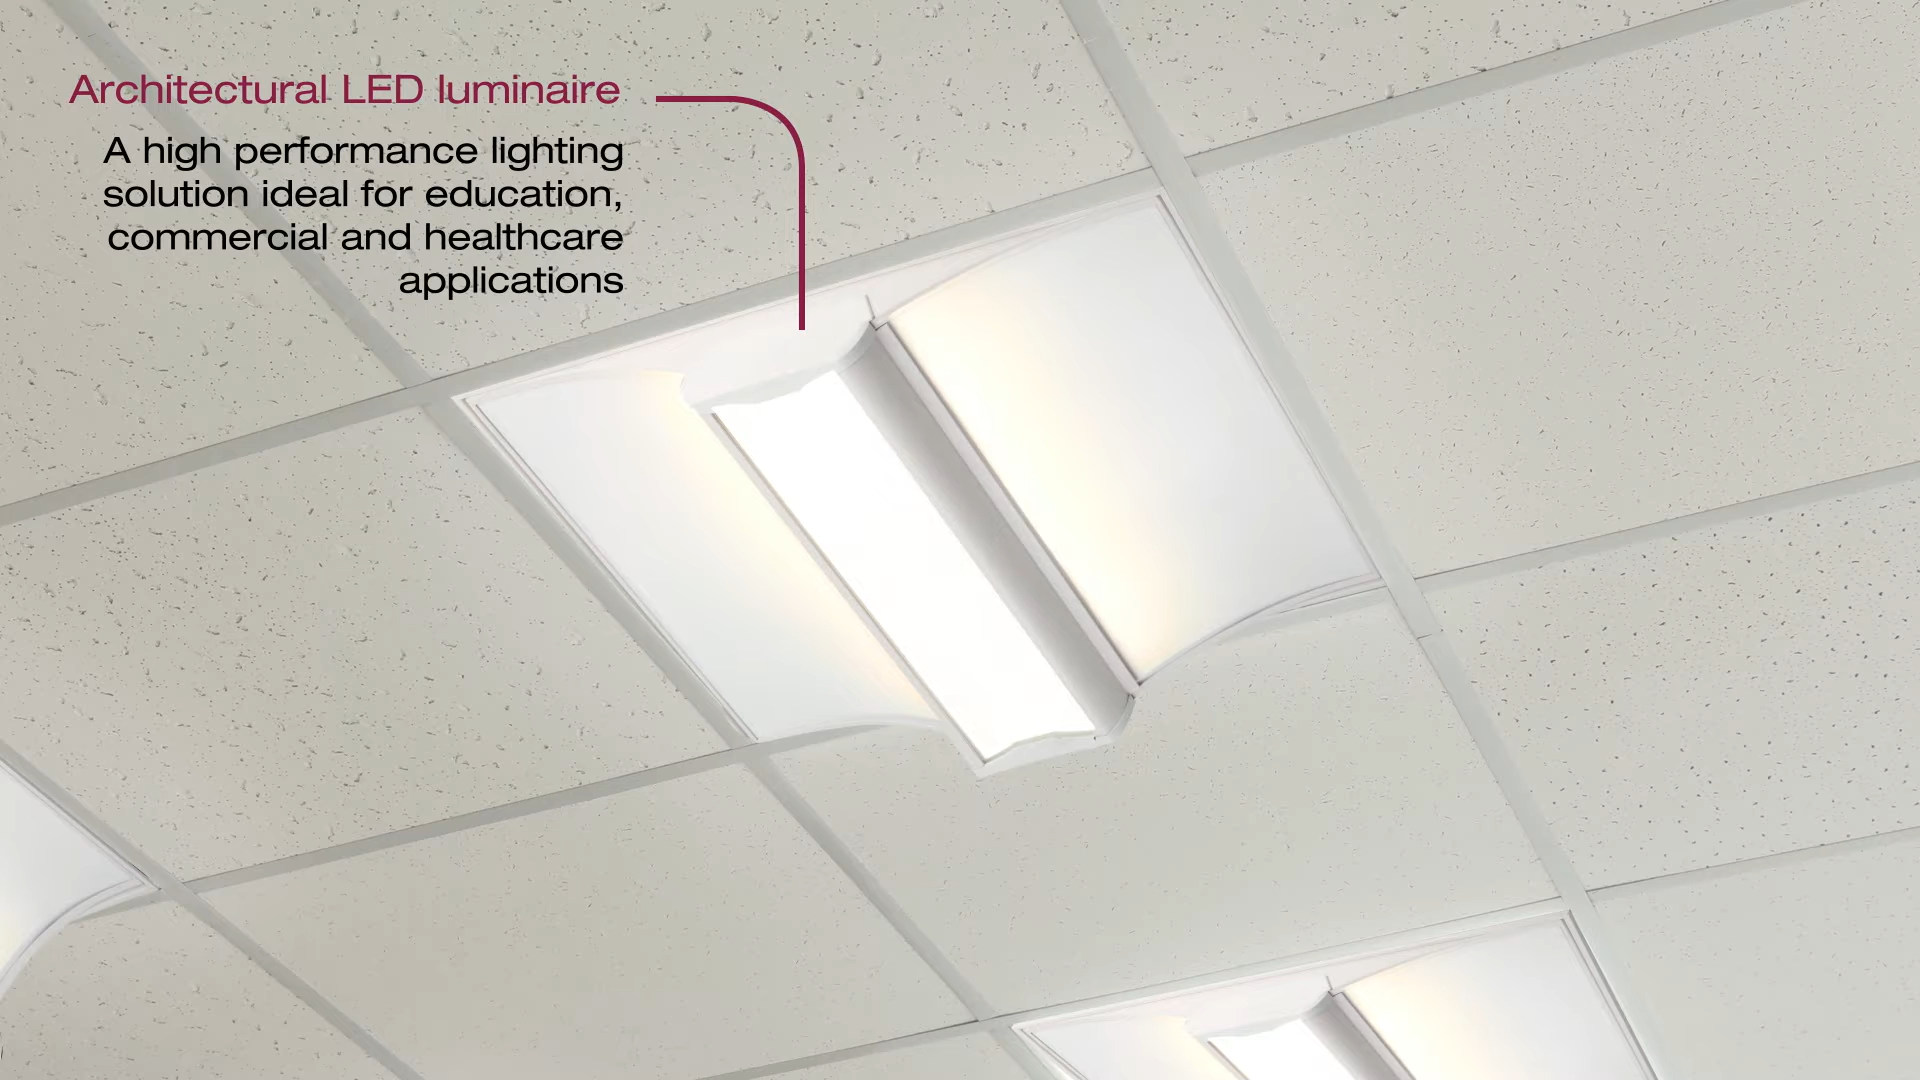 Architectural LED luminaire
A high performance lighting
solution ideal for education,
commercial and healthcare
applications